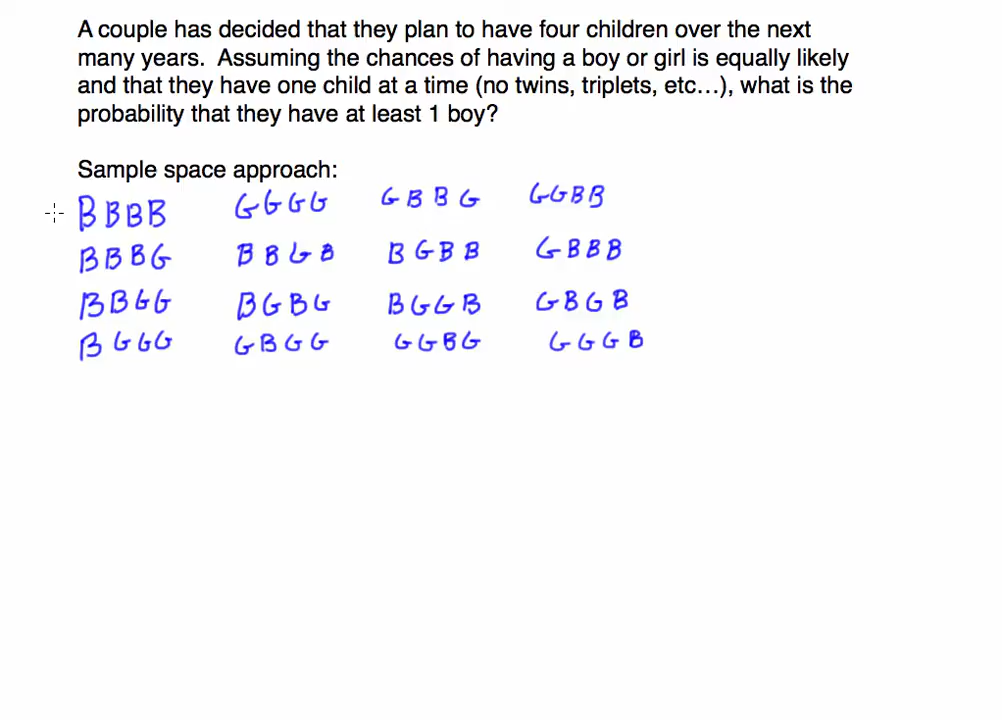 A couple has decided that they plan to have four children over the next
many years.  Assuming the chances of having a boy or girl is equally likely
and that they have one child at a time (no twins, triplets, etc...), what is the
probability that they have at least 1 boy?
Sample space approach:
BBBB GGGG GBBG GGBB
BBBG BBGB BGBB GBBB
BBGG BGBG BGGB GBGB
BGGG GBGG GGBG GGGB